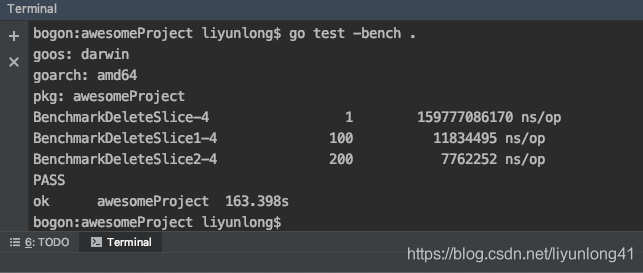 Terminal
bogon:awesomeProject liyunlong$ go test -bench .
goos: darwin
goarch: amd64
pkg: awesomeProject
BenchmarkDeleteSlice-4 1 159777086170 ns/op
BenchmarkDeleteSlice1-4 100 11834495 ns/op
BenchmarkDeleteSlice2-4 200 7762252 ns/op
PASS
ok awesomeProject 163.398s
bogon:awesomeProject liyunlong$
6: TODO Terminal
https://blog.csdn.net/liyunlong41